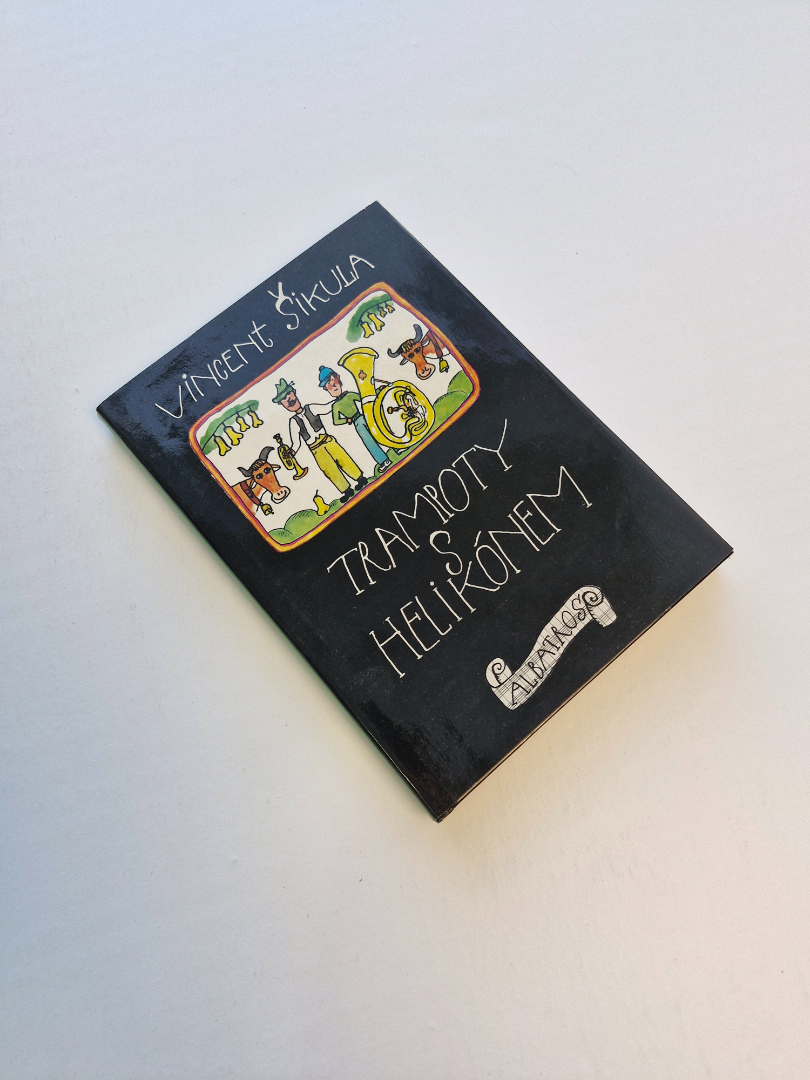 VINCENT ŠIKULA
TRAMPOTY
S
HELIKÓNEM
ALBATROS